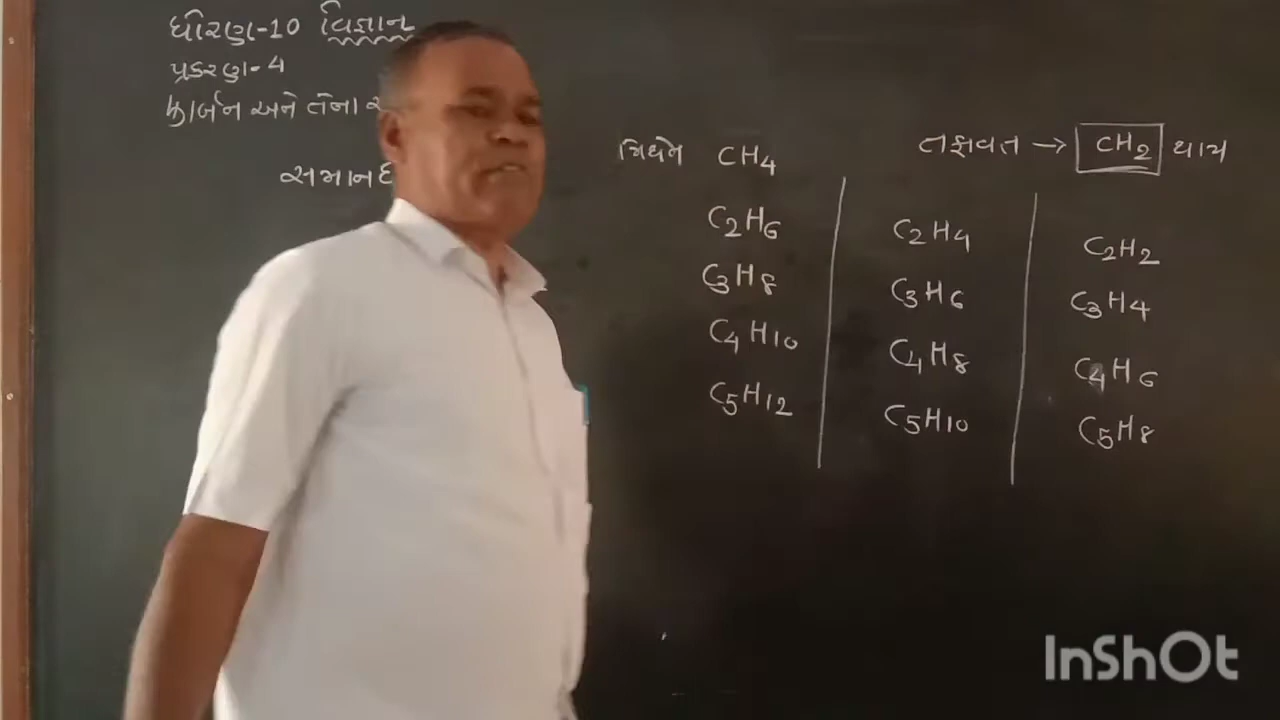 ધોરણ-10 વિજ્ઞાન
પ્રકરણ-4
કાર્બન અને તેના
સમાન
મિથેન CH₄
C₂H₆
C₃H₈
C₄H₁₀
C₅H₁₂
C₂H₄
C₃H₆
C₄H₈
C₅H₁₀
તફાવત → CH₂ થાય
C₂H₂
C₃H₄
C₄H₆
C₅H₈
InShOt